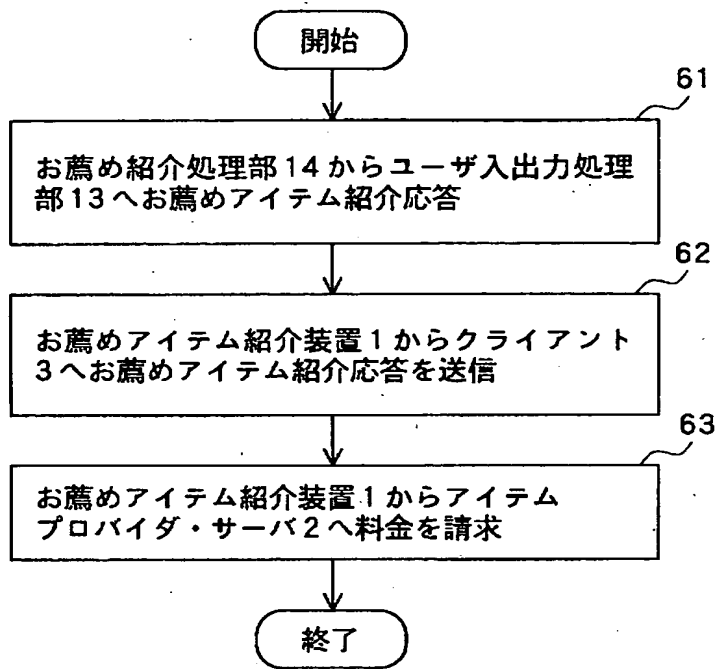 開始
61
お薦め紹介処理部14からユーザ入出力処理
部13へお薦めアイテム紹介応答
62
お薦めアイテム紹介装置1からクライアント
3へお薦めアイテム紹介応答を送信
63
お薦めアイテム紹介装置1からアイテム
プロバイダ・サーバ2へ料金を請求
終了